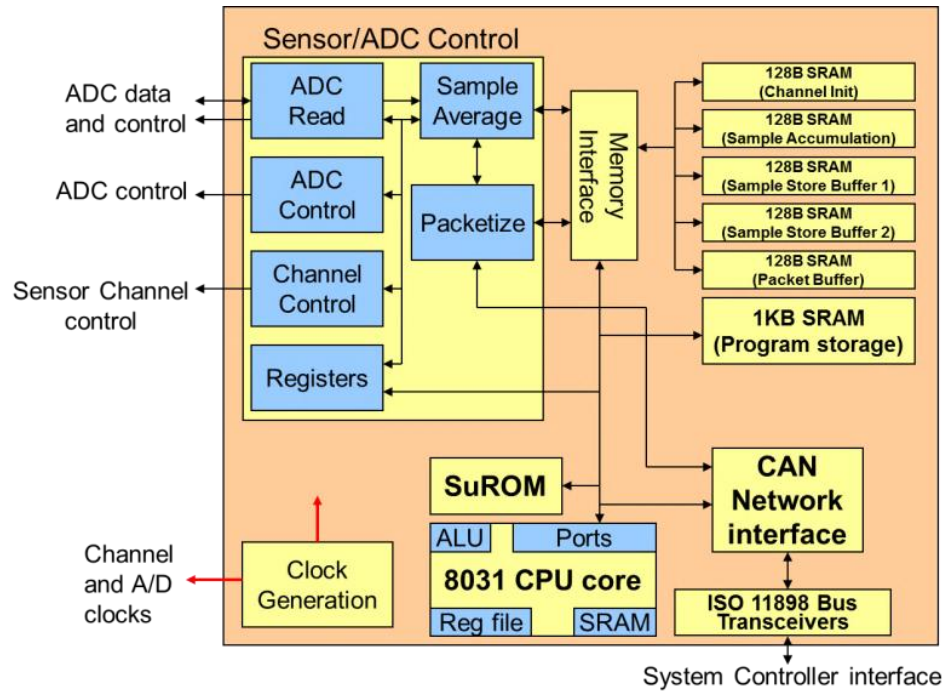 Sensor/ADC Control
ADC data
and control
ADC control
Sensor Channel
control
ADC
Read
ADC
Control
Channel
Control
Registers
Sample
Average
Packetize
Memory
Interface
128B SRAM
(Channel Init)
128B SRAM
(Sample Accumulation)
128B SRAM
(Sample Store Buffer 1)
128B SRAM
(Sample Store Buffer 2)
128B SRAM
(Packet Buffer)
1KB SRAM
(Program storage)
SuROM
CAN
Network
interface
Channel
and A/D
clocks
Clock
Generation
ALU
Ports
8031 CPU core
Reg file
SRAM
ISO 11898 Bus
Transceivers
System Controller interface